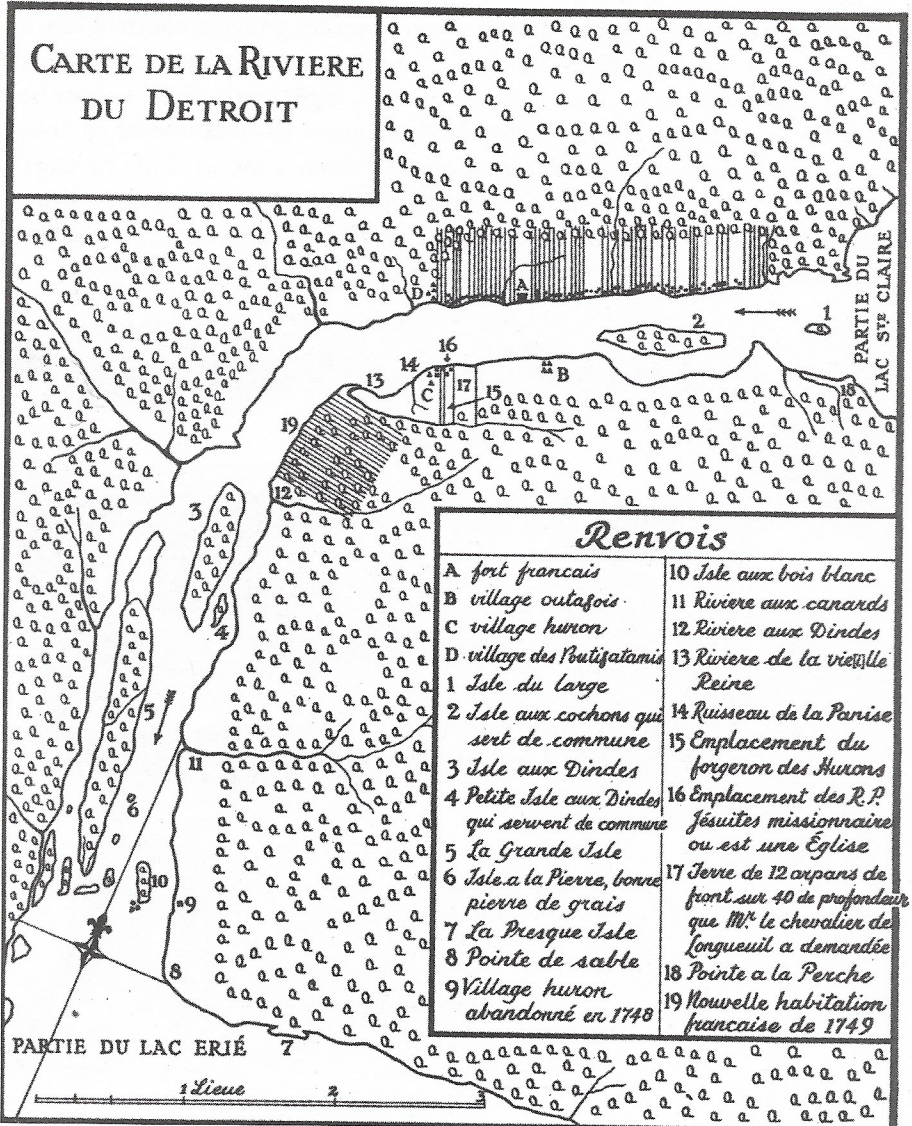 CARTE DE LA RIVIERE
DU DETROIT
D
A
1
2
PARTIE DU
LAC STE CLAIRE
16
14
C
17
15
B
13
18
19
12
3
4
5
11
6
10
9
8
7
PARTIE DU LAC ERIÉ
1 Lieue
2
3
Renvois
A fort francais
B village outafois
C village huron
D village des Poutifatamis
1 Isle du large
2 Isle aux cochons qui
sert de commune
3 Isle aux Dindes
4 Petite Isle aux Dindes
qui servent de commune
5 La Grande Isle
6 Isle a la Pierre, bonne
pierre de grais
7 La Presque Isle
8 Pointe de sable
9 Village huron
abandonné en 1748
10 Isle aux bois blanc
11 Riviere aux canards
12 Riviere aux Dindes
13 Riviere de la vieille
Reine
14 Ruisseau de la Panise
15 Emplacement du
forgeron des Hurons
16 Emplacement des R.P.
Jésuites missionnaire
ou est une Église
17 Terre de 12 arpans de
front sur 40 de profondeur
que Mr. le chevalier de
Longueuil a demandée
18 Pointe a la Perche
19 Nouvelle habitation
francaise de 1749